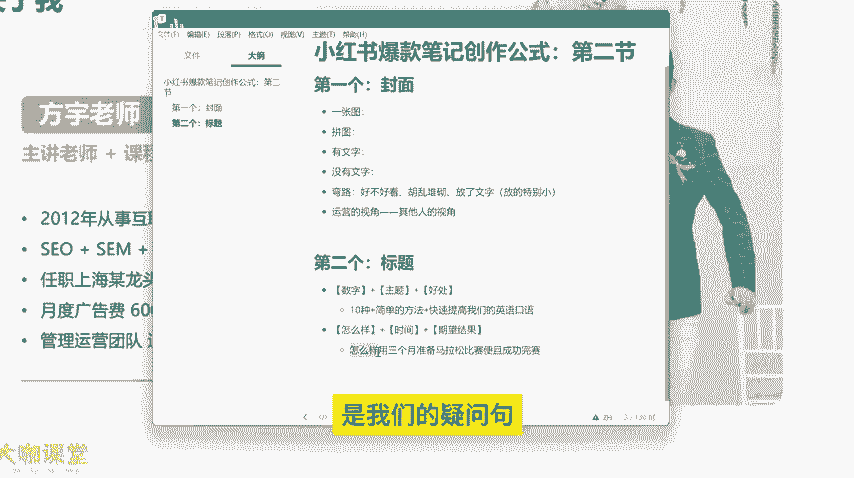 方宇老师
主讲老师 + 课程
2012年从事互联
SEO + SEM +
任职上海某龙头
月度广告费 600
管理运营团队
编辑(E) 段落(P) 格式(O) 视图(V) 主题(T) 帮助(H)
文件 大纲
小红书爆款笔记创作公式：第二节
第一个：封面
第二个：标题
小红书爆款笔记创作公式：第二节
第一个：封面
一张图：
拼图：
有文字：
没有文字：
弯路：好不好看、胡乱堆砌、放了文字（放的特别小）
运营的视角——其他人的视角
第二个：标题
【数字】+【主题】+【好处】
10种+简单的方法+快速提高我们的英语口语
【怎么样】+【时间】+【期望结果】
怎么样用三个月准备马拉松比赛便且成功完赛
是我们的疑问句
大咖课堂